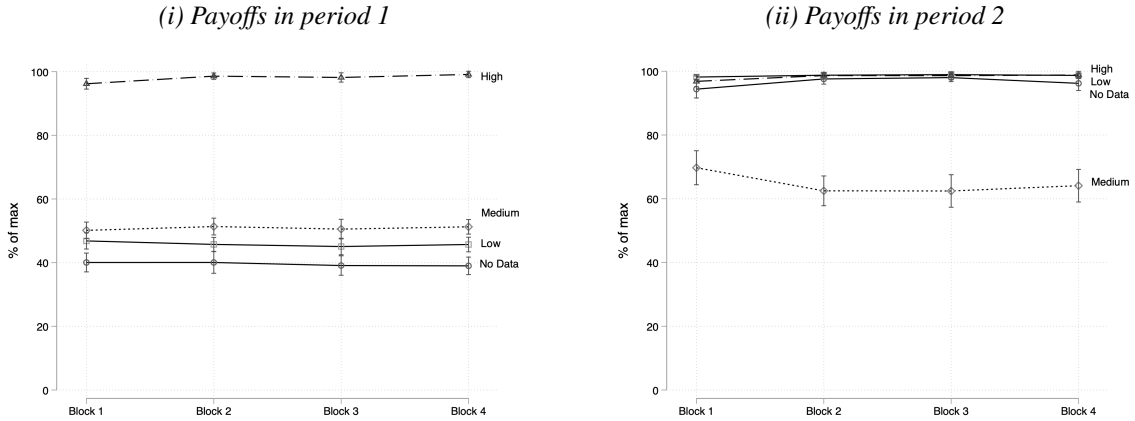 (i) Payoffs in period 1
100
80
60
40
20
0
% of max
High
Medium
Low
No Data
Block 1
Block 2
Block 3
Block 4
(ii) Payoffs in period 2
100
80
60
40
20
0
% of max
High
Low
No Data
Medium
Block 1
Block 2
Block 3
Block 4